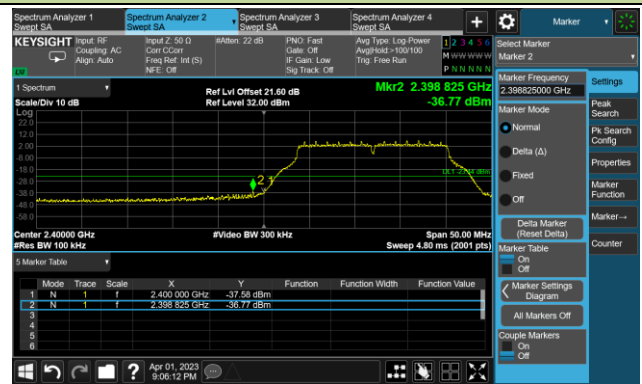 Spectrum Analyzer 1
Swept SA
Spectrum Analyzer 2
Swept SA
Spectrum Analyzer 3
Swept SA
Spectrum Analyzer 4
Swept SA
+
Marker
KEYSIGHT
Input: RF
Coupling: AC
Align: Auto
Input Z: 50 Ω
Corr CCorr
Freq Ref: Int (S)
NFE: Off
#Atten: 22 dB
PNO: Fast
Gate: Off
IF Gain: Low
Sig Track: Off
Avg Type: Log-Power
Avg|Hold:>100/100
Trig: Free Run
1 2 3 4 5 6
M W W W W W
P N N N N N
LXI
Select Marker
Marker 2
1 Spectrum
Scale/Div 10 dB
Log
Ref Lvl Offset 21.60 dB
Ref Level 32.00 dBm
Mkr2 2.398 825 GHz
-36.77 dBm
22.0
12.0
2.00
-8.00
-18.0
-28.0
-38.0
-48.0
-58.0
2
1
Center 2.40000 GHz
#Res BW 100 kHz
#Video BW 300 kHz
Span 50.00 MHz
Sweep 4.80 ms (2001 pts)
5 Marker Table
Mode Trace Scale X Y Function Function Width Function Value
1 N 1 f 2.400 000 GHz -37.58 dBm
2 N 1 f 2.398 825 GHz -36.77 dBm
3
4
5
6
Marker Frequency
2.398825000 GHz
Marker Mode
Normal
Delta (Δ)
Fixed
Off
Delta Marker
(Reset Delta)
Marker Table
On
Off
Marker Settings
Diagram
All Markers Off
Couple Markers
On
Off
Settings
Peak
Search
Pk Search
Config
Properties
Marker
Function
Marker→
Counter
?
Apr 01, 2023
9:06:12 PM